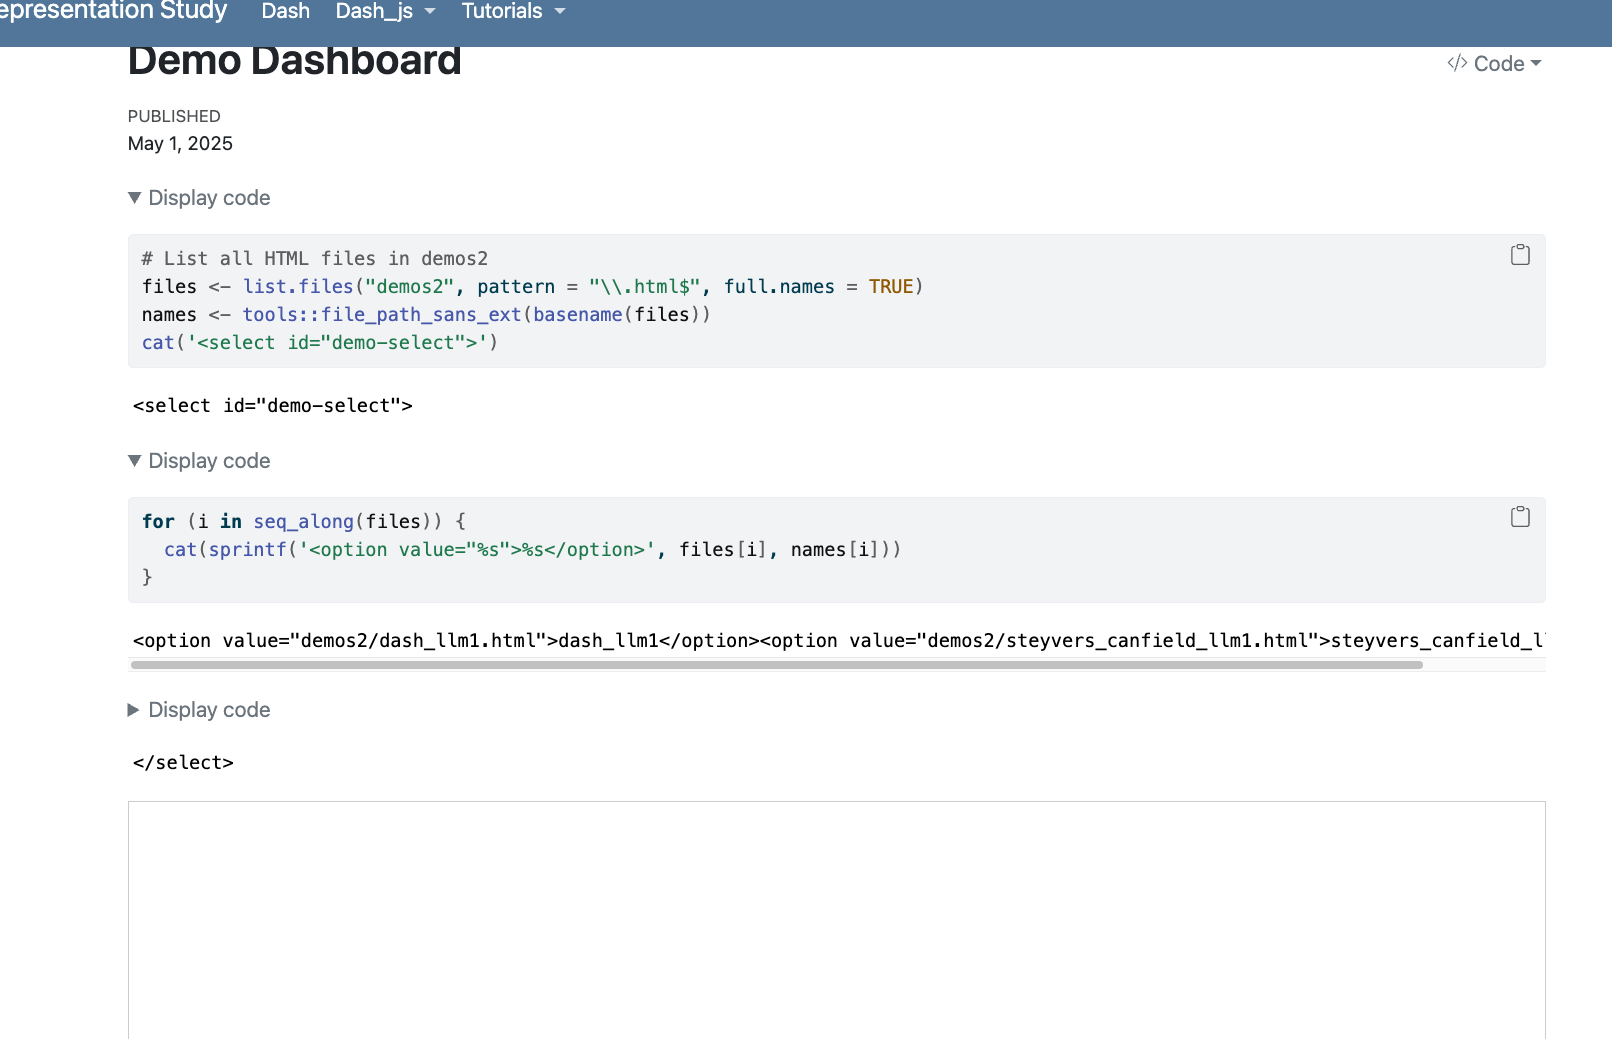 epresentation Study Dash Dash_js Tutorials
Demo Dashboard
</> Code
PUBLISHED
May 1, 2025
Display code
# List all HTML files in demos2
files <- list.files("demos2", pattern = "\\.html$", full.names = TRUE)
names <- tools::file_path_sans_ext(basename(files))
cat('<select id="demo-select">')
<select id="demo-select">
Display code
for (i in seq_along(files)) {
  cat(sprintf('<option value="%s">%s</option>', files[i], names[i]))
}
<option value="demos2/dash_llm1.html">dash_llm1</option><option value="demos2/steyvers_canfield_llm1.html">steyvers_canfield_l
Display code
</select>